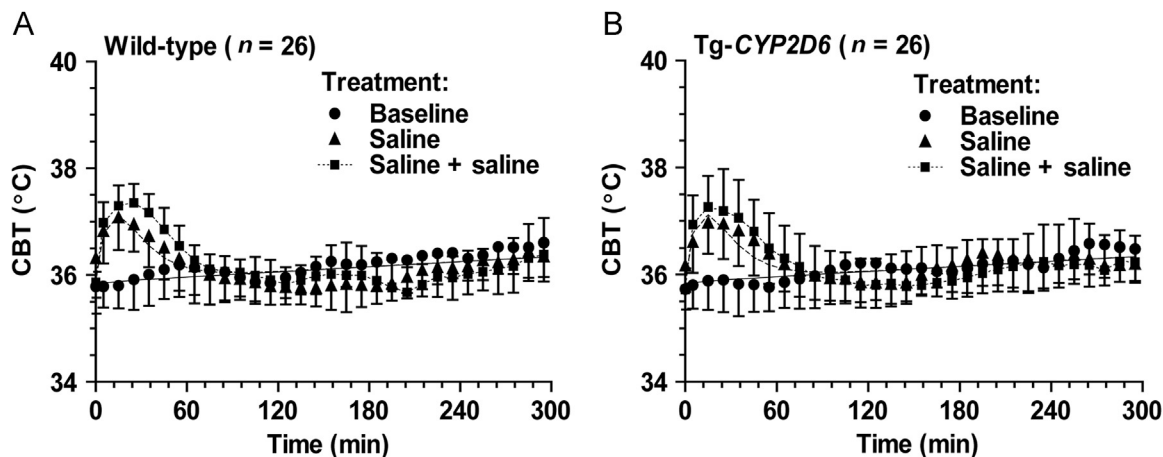 A
Wild-type ( n = 26)
Treatment:
Baseline
Saline
Saline + saline
CBT (°C)
40
38
36
34
0 60 120 180 240 300
Time (min)
B
Tg-CYP2D6 ( n = 26)
Treatment:
Baseline
Saline
Saline + saline
CBT (°C)
40
38
36
34
0 60 120 180 240 300
Time (min)